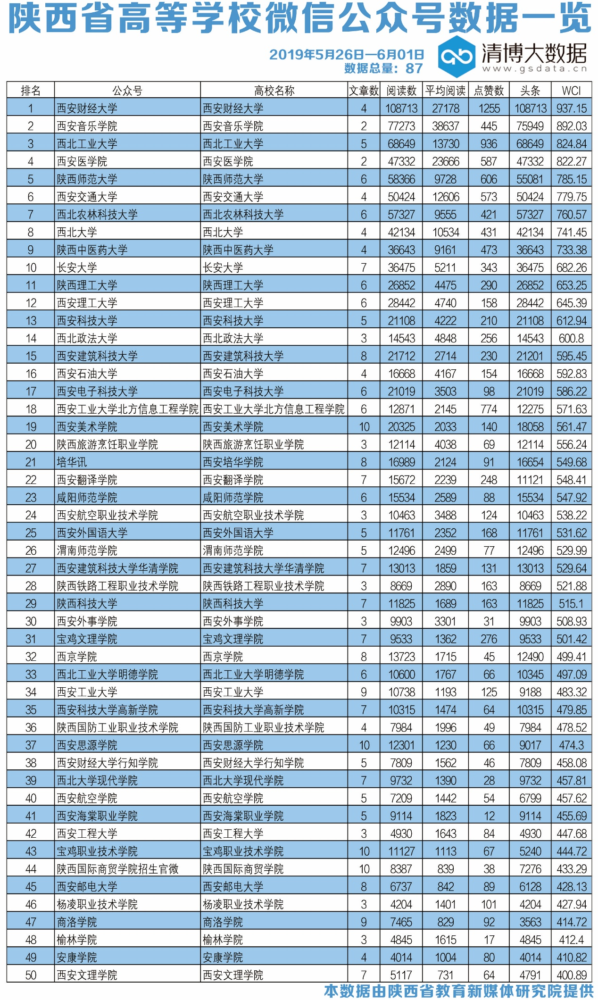 陕西省高等学校微信公众号数据一览
2019年5月26日—6月01日
数据总量：87
清博大数据
www.gsdata.cn
排名 公众号 高校名称 文章数 阅读数 平均阅读 点赞数 头条 WCI
1 西安财经大学 西安财经大学 4 108713 27178 1255 108713 937.15
2 西安音乐学院 西安音乐学院 2 77273 38637 445 75949 892.03
3 西北工业大学 西北工业大学 5 68649 13730 936 68649 824.84
4 西安医学院 西安医学院 2 47332 23666 587 47332 822.27
5 陕西师范大学 陕西师范大学 6 58366 9728 606 55081 785.15
6 西安交通大学 西安交通大学 4 50424 12606 573 50424 779.75
7 西北农林科技大学 西北农林科技大学 6 57327 9555 421 57327 760.57
8 西北大学 西北大学 4 42134 10534 431 42134 741.45
9 陕西中医药大学 陕西中医药大学 4 36643 9161 473 36643 733.38
10 长安大学 长安大学 7 36475 5211 343 36475 682.26
11 陕西理工大学 陕西理工大学 6 26852 4475 290 26852 653.25
12 西安理工大学 西安理工大学 6 28442 4740 158 28442 645.39
13 西安科技大学 西安科技大学 5 21108 4222 210 21108 612.94
14 西北政法大学 西北政法大学 3 14543 4848 256 14543 600.8
15 西安建筑科技大学 西安建筑科技大学 8 21712 2714 230 21201 595.45
16 西安石油大学 西安石油大学 4 16668 4167 154 16668 592.83
17 西安电子科技大学 西安电子科技大学 6 21019 3503 98 21019 586.22
18 西安工业大学北方信息工程学院 西安工业大学北方信息工程学院 6 12871 2145 774 12275 571.63
19 西安美术学院 西安美术学院 10 20325 2033 140 18058 561.47
20 陕西旅游烹饪职业学院 陕西旅游烹饪职业学院 3 12114 4038 69 12114 556.24
21 培华讯 西安培华学院 8 16989 2124 91 16654 549.68
22 西安翻译学院 西安翻译学院 7 15672 2239 248 11121 548.41
23 咸阳师范学院 咸阳师范学院 6 15534 2589 88 15534 547.92
24 西安航空职业技术学院 西安航空职业技术学院 3 10463 3488 124 10463 538.22
25 西安外国语大学 西安外国语大学 5 11761 2352 168 11761 531.62
26 渭南师范学院 渭南师范学院 5 12496 2499 77 12496 529.99
27 西安建筑科技大学华清学院 西安建筑科技大学华清学院 7 13013 1859 131 13013 529.64
28 陕西铁路工程职业技术学院 陕西铁路工程职业技术学院 3 8669 2890 163 8669 521.88
29 陕西科技大学 陕西科技大学 7 11825 1689 163 11825 515.1
30 西安外事学院 西安外事学院 3 9903 3301 31 9903 508.93
31 宝鸡文理学院 宝鸡文理学院 7 9533 1362 276 9533 501.42
32 西京学院 西京学院 8 13723 1715 45 12490 499.41
33 西北工业大学明德学院 西北工业大学明德学院 6 10600 1767 66 10345 497.09
34 西安工业大学 西安工业大学 9 10738 1193 125 9188 483.32
35 西安科技大学高新学院 西安科技大学高新学院 7 10315 1474 64 10315 479.85
36 陕西国防工业职业技术学院 陕西国防工业职业技术学院 4 7984 1996 49 7984 478.52
37 西安思源学院 西安思源学院 10 12301 1230 66 9017 474.3
38 西安财经大学行知学院 西安财经大学行知学院 5 7809 1562 46 7809 458.08
39 西北大学现代学院 西北大学现代学院 7 9732 1390 28 9732 457.81
40 西安航空学院 西安航空学院 5 7209 1442 54 6799 457.62
41 西安海棠职业学院 西安海棠职业学院 5 9114 1823 12 9114 455.69
42 西安工程大学 西安工程大学 3 4930 1643 84 4930 447.68
43 宝鸡职业技术学院 宝鸡职业技术学院 10 11127 1113 67 5240 444.72
44 陕西国际商贸学院招生官微 陕西国际商贸学院 10 8387 839 38 7276 433.29
45 西安邮电大学 西安邮电大学 8 6737 842 89 6128 428.13
46 杨凌职业技术学院 杨凌职业技术学院 3 4204 1401 101 4204 427.94
47 商洛学院 商洛学院 9 7465 829 92 3563 414.72
48 榆林学院 榆林学院 3 4845 1615 17 4845 412.4
49 安康学院 安康学院 4 4014 1004 80 4014 410.82
50 西安文理学院 西安文理学院 7 5117 731 64 4791 400.89
本数据由陕西省教育新媒体研究院提供